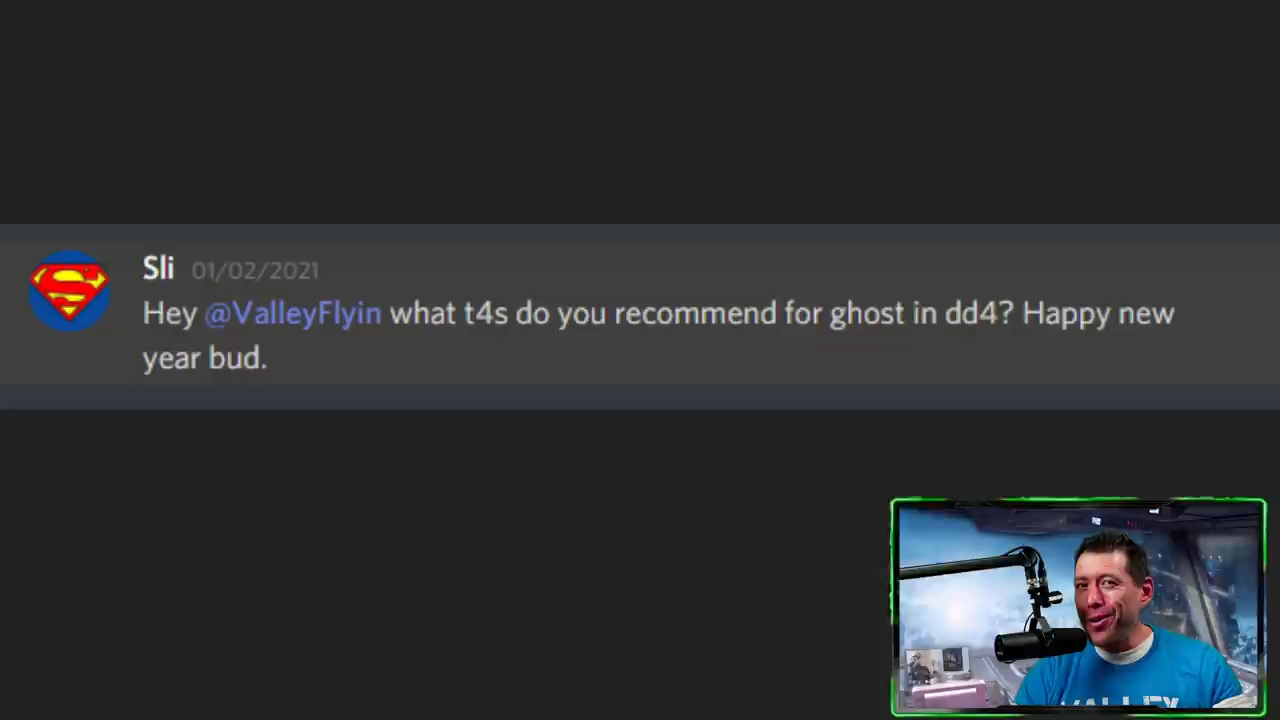 Sli 01/02/2021
Hey @ValleyFlyin what t4s do you recommend for ghost in dd4? Happy new
year bud.
VALLEY